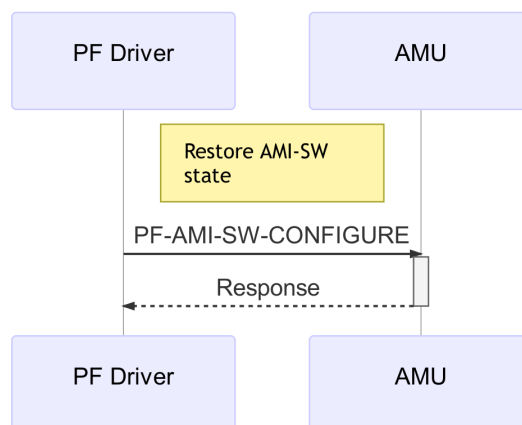 PF Driver
AMU
Restore AMI-SW
state
PF-AMI-SW-CONFIGURE
Response
PF Driver
AMU